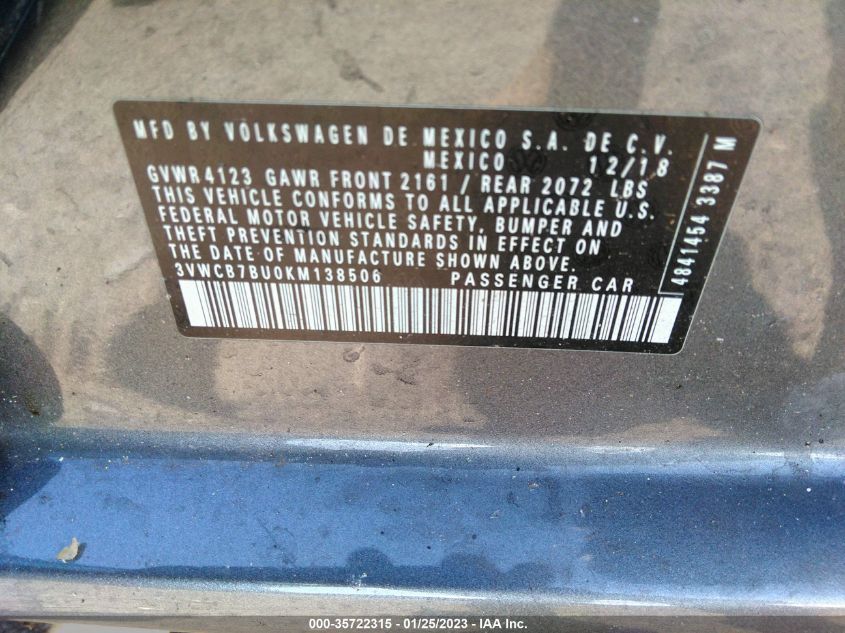 MFD BY VOLKSWAGEN DE MEXICO S.A. DE C.V.
MEXICO 12/18
GVWR 4123 GAWR FRONT 2161 / REAR 2072 LBS
THIS VEHICLE CONFORMS TO ALL APPLICABLE U.S.
FEDERAL MOTOR VEHICLE SAFETY, BUMPER AND
THEFT PREVENTION STANDARDS IN EFFECT ON
THE DATE OF MANUFACTURE SHOWN ABOVE.
3VWCB7BU0KM138506 PASSENGER CAR
4841454 3387 M
000-35722315 - 01/25/2023 - © IAA Inc.